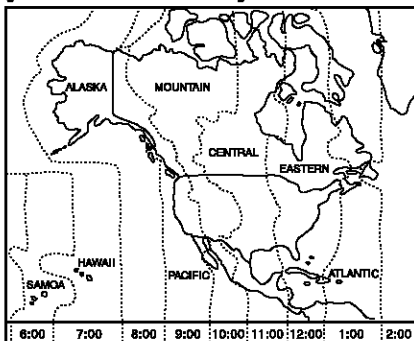 ALASKA
MOUNTAIN
CENTRAL
EASTERN
HAWAII
SAMOA
PACIFIC
ATLANTIC
6:00 7:00 8:00 9:00 10:00 11:00 12:00 1:00 2:00